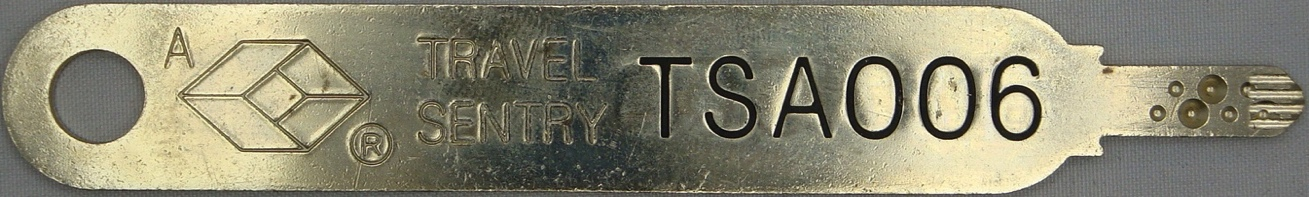 A
®
TRAVEL
SENTRY
TSA006